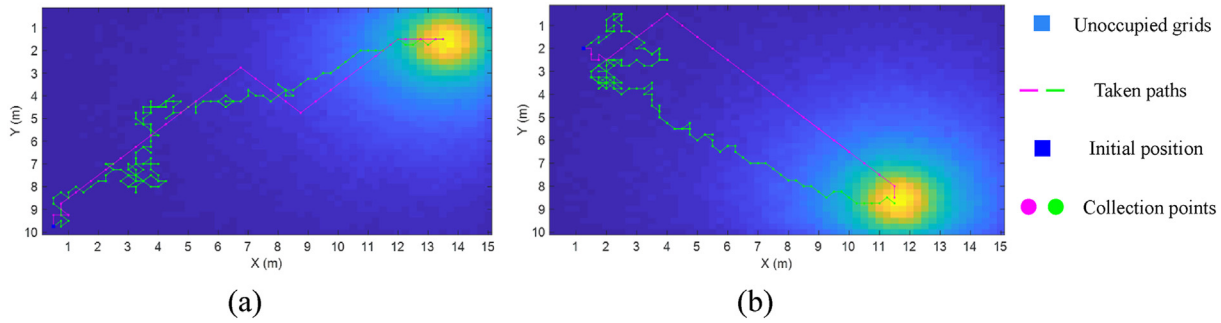 1
2
3
4
5
6
7
8
9
10
Y (m)
1 2 3 4 5 6 7 8 9 10 11 12 13 14 15
X (m)
(a)
1
2
3
4
5
6
7
8
9
10
Y (m)
1 2 3 4 5 6 7 8 9 10 11 12 13 14 15
X (m)
(b)
Unoccupied grids
Taken paths
Initial position
Collection points